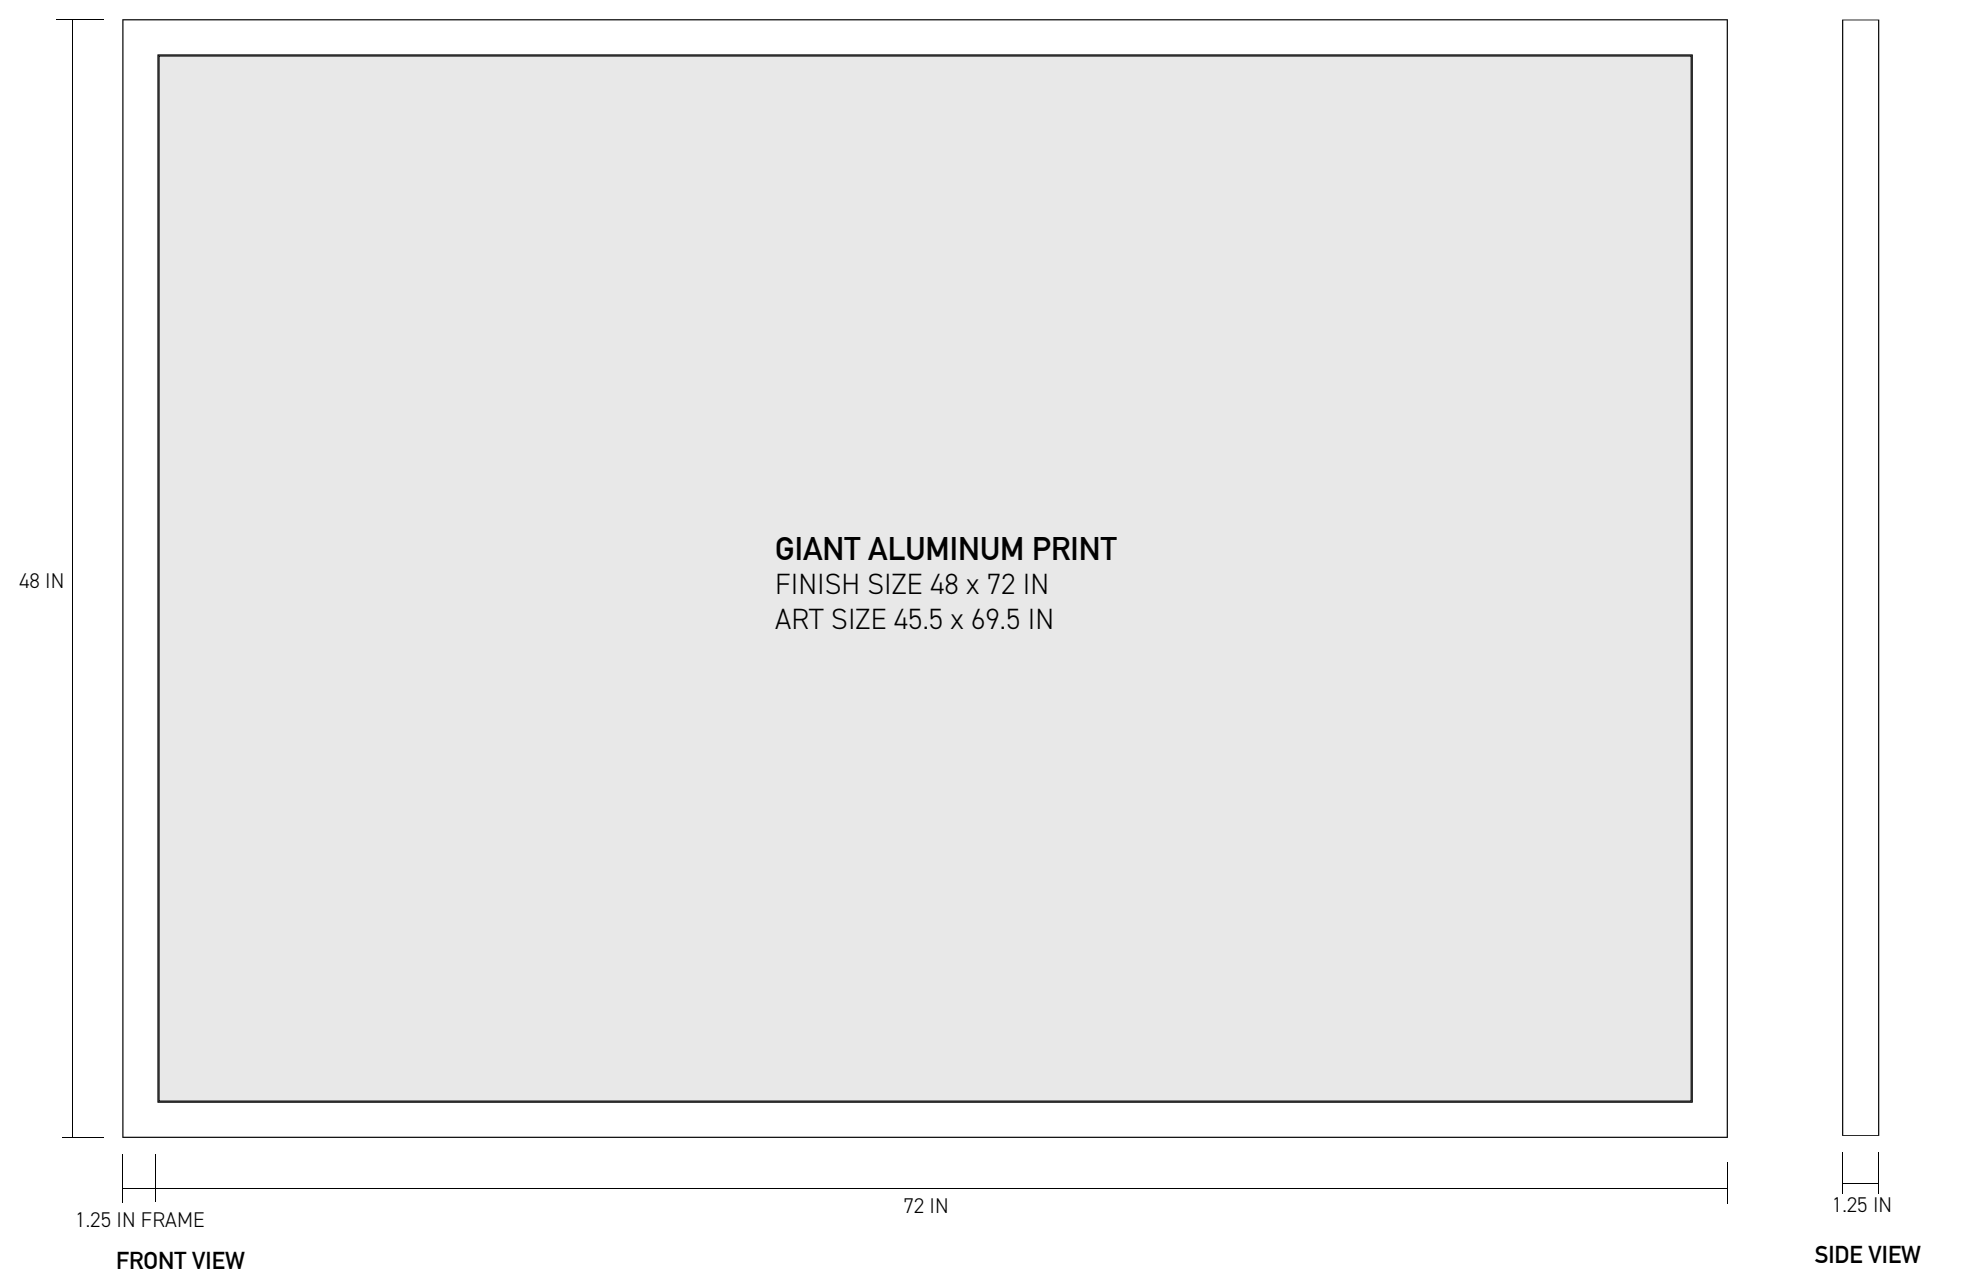 GIANT ALUMINUM PRINT
FINISH SIZE 48 x 72 IN
ART SIZE 45.5 x 69.5 IN
48 IN
72 IN
1.25 IN FRAME
FRONT VIEW
1.25 IN
SIDE VIEW